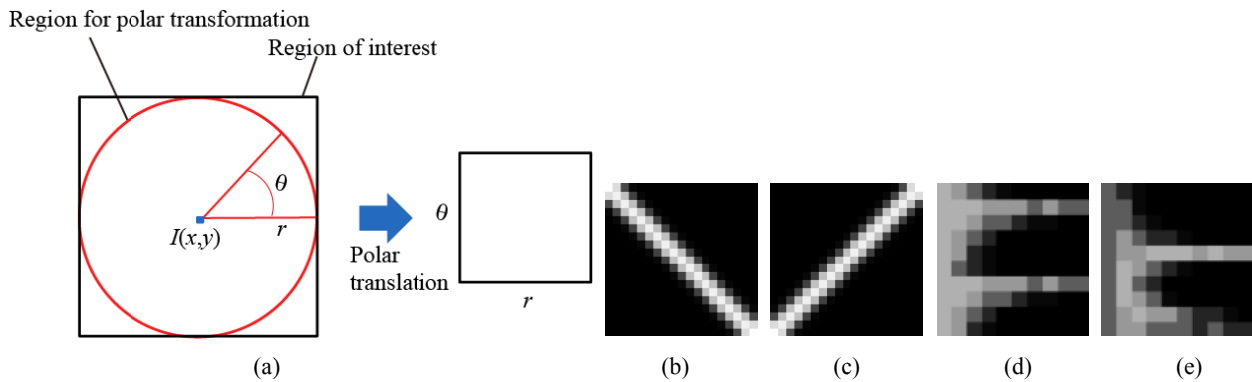 Region for polar transformation
Region of interest
θ
I(x,y)
r
Polar
translation
θ
r
(a)
(b)
(c)
(d)
(e)